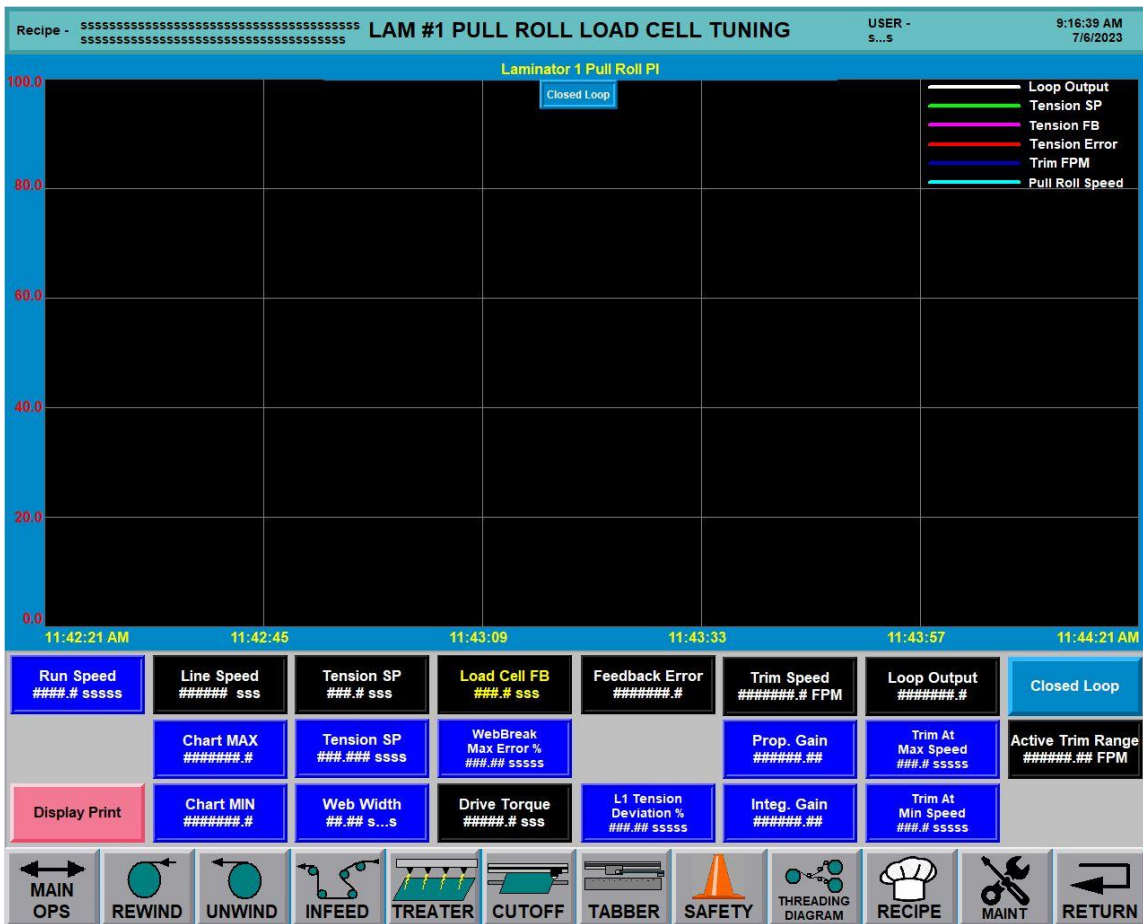 Recipe - ssssssssssssssssssssssssssssssssssssssss
sssssssssssssssssssssssssssssssssssss
LAM #1 PULL ROLL LOAD CELL TUNING
USER -
s...s
9:16:39 AM
7/6/2023
Laminator 1 Pull Roll PI
Closed Loop
Loop Output
Tension SP
Tension FB
Tension Error
Trim FPM
Pull Roll Speed
100.0
80.0
60.0
40.0
20.0
0.0
11:42:21 AM
11:42:45
11:43:09
11:43:33
11:43:57
11:44:21 AM
Run Speed
####.# sssss
Line Speed
###### sss
Tension SP
###.# sss
Load Cell FB
###.# sss
Feedback Error
#######.#
Trim Speed
#######.# FPM
Loop Output
#######.#
Closed Loop
Chart MAX
#######.#
Tension SP
###.### ssss
WebBreak
Max Error %
###.## sssss
Prop. Gain
######.##
Trim At
Max Speed
###.# sssss
Active Trim Range
######.## FPM
Display Print
Chart MIN
#######.#
Web Width
##.## s...s
Drive Torque
#####.# sss
L1 Tension
Deviation %
###.## sssss
Integ. Gain
######.##
Trim At
Min Speed
###.# sssss
MAIN
OPS
REWIND
UNWIND
INFEED
TREATER
CUTOFF
TABBER
SAFETY
THREADING
DIAGRAM
RECIPE
MAINT
RETURN